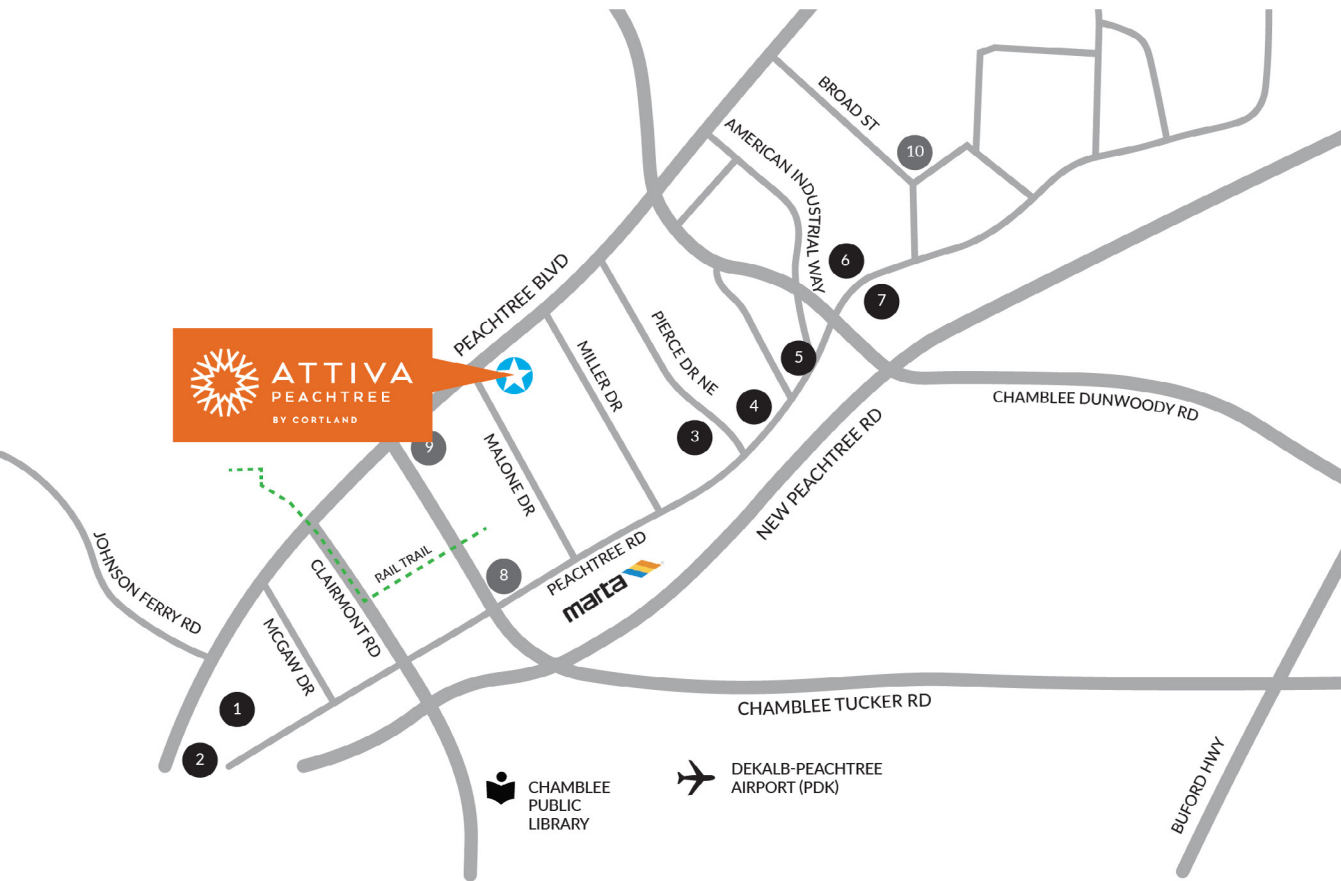 BROAD ST
10
AMERICAN INDUSTRIAL WAY
6
7
PEACHTREE BLVD
PIERCE DR NE
MILLER DR
5
4
3
ATTIVA
PEACHTREE
BY CORTLAND
9
MALONE DR
CHAMBLEE DUNWOODY RD
NEW PEACHTREE RD
JOHNSON FERRY RD
RAIL TRAIL
CLAIRMONT RD
8
PEACHTREE RD
marta
MCGAW DR
1
2
CHAMBLEE TUCKER RD
BUFORD HWY
CHAMBLEE
PUBLIC
LIBRARY
DEKALB-PEACHTREE
AIRPORT (PDK)